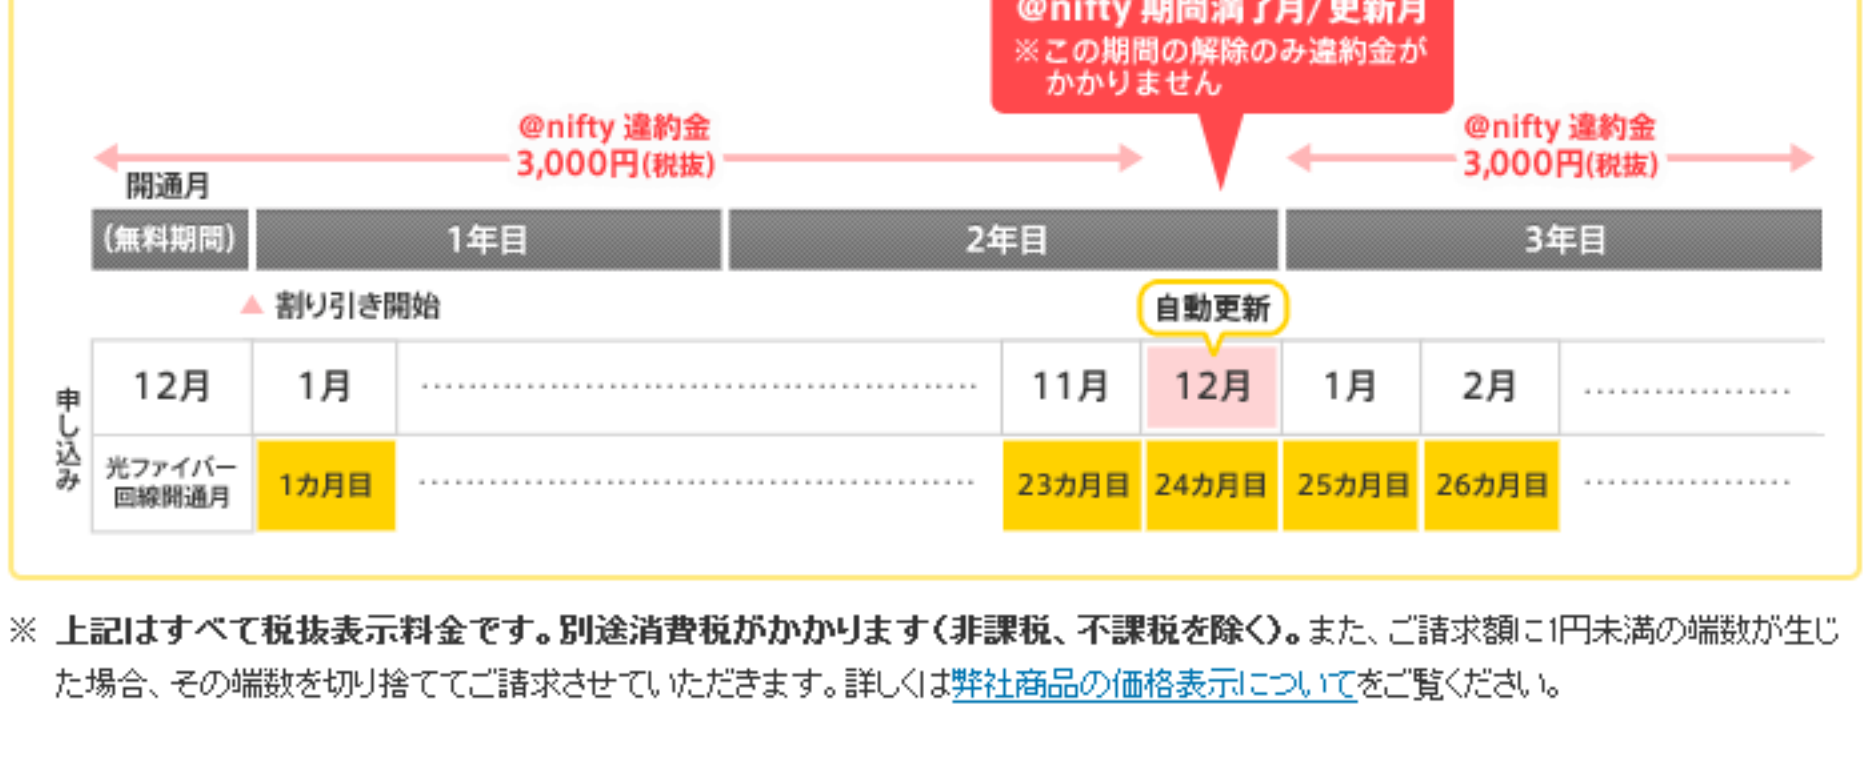 @nifty 期間満了月/更新月
※この期間の解除のみ違約金が
かかりません
@nifty 違約金
3,000円(税抜)
@nifty 違約金
3,000円(税抜)
開通月
(無料期間)
1年目
2年目
3年目
▲ 割り引き開始
自動更新
申し込み
12月
1月
11月
12月
1月
2月
光ファイバー
回線開通月
1カ月目
23カ月目
24カ月目
25カ月目
26カ月目
※ 上記はすべて税抜表示料金です。別途消費税がかかります(非課税、不課税を除く)。また、ご請求額に1円未満の端数が生じ
た場合、その端数を切り捨ててご請求させていただきます。詳しくは弊社商品の価格表示についてをご覧ください。